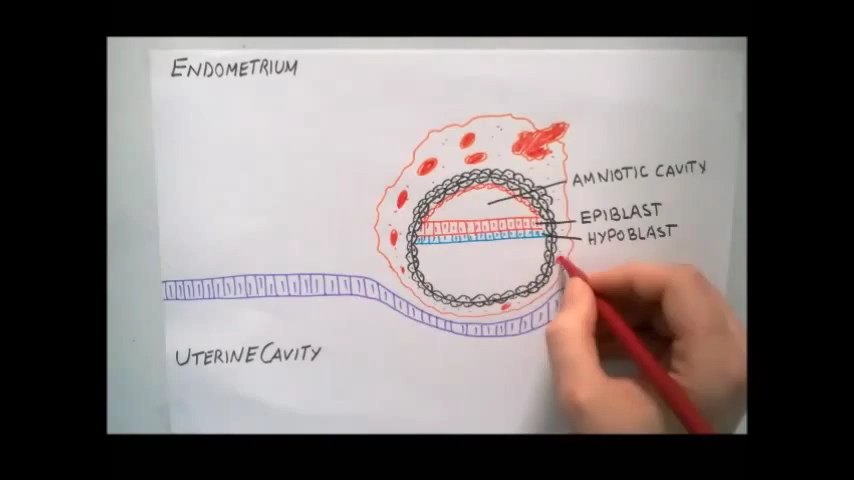 ENDOMETRIUM
AMNIOTIC CAVITY
EPIBLAST
HYPOBLAST
UTERINE CAVITY